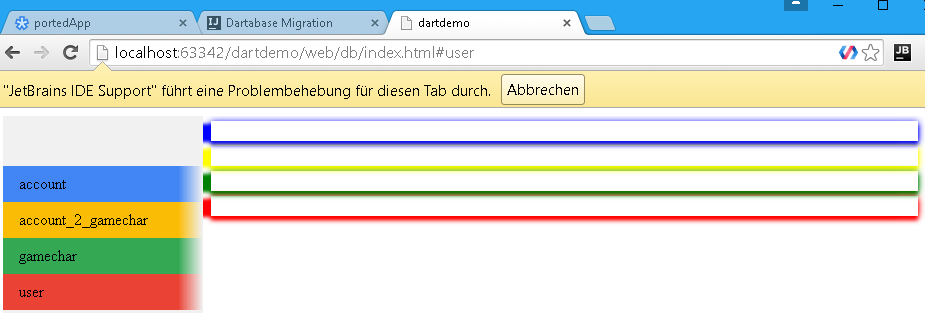 portedApp
Dartabase Migration
dartdemo
localhost:63342/dartdemo/web/db/index.html#user
JB
"JetBrains IDE Support" führt eine Problembehebung für diesen Tab durch. Abbrechen
account
account_2_gamechar
gamechar
user